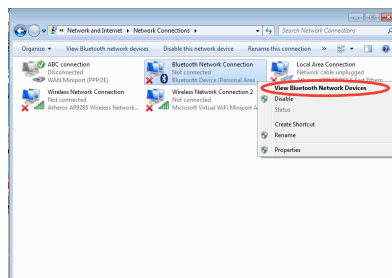 « Network and Internet ▸ Network Connections ▸
Search Network Connections
Organize ▾ View Bluetooth network devices Disable this network device Rename this connection »
ABC connection
Disconnected
WAN Miniport (PPPOE)
Bluetooth Network Connection
Not connected
Bluetooth Device (Personal Area ...
Local Area Connection
Network cable unplugged
Wireless Network Connection
Not connected
Atheros AR9285 Wireless Network...
Wireless Network Connection 2
Not connected
Microsoft Virtual WiFi Miniport A
View Bluetooth Network Devices
Disable
Status
Create Shortcut
Rename
Properties